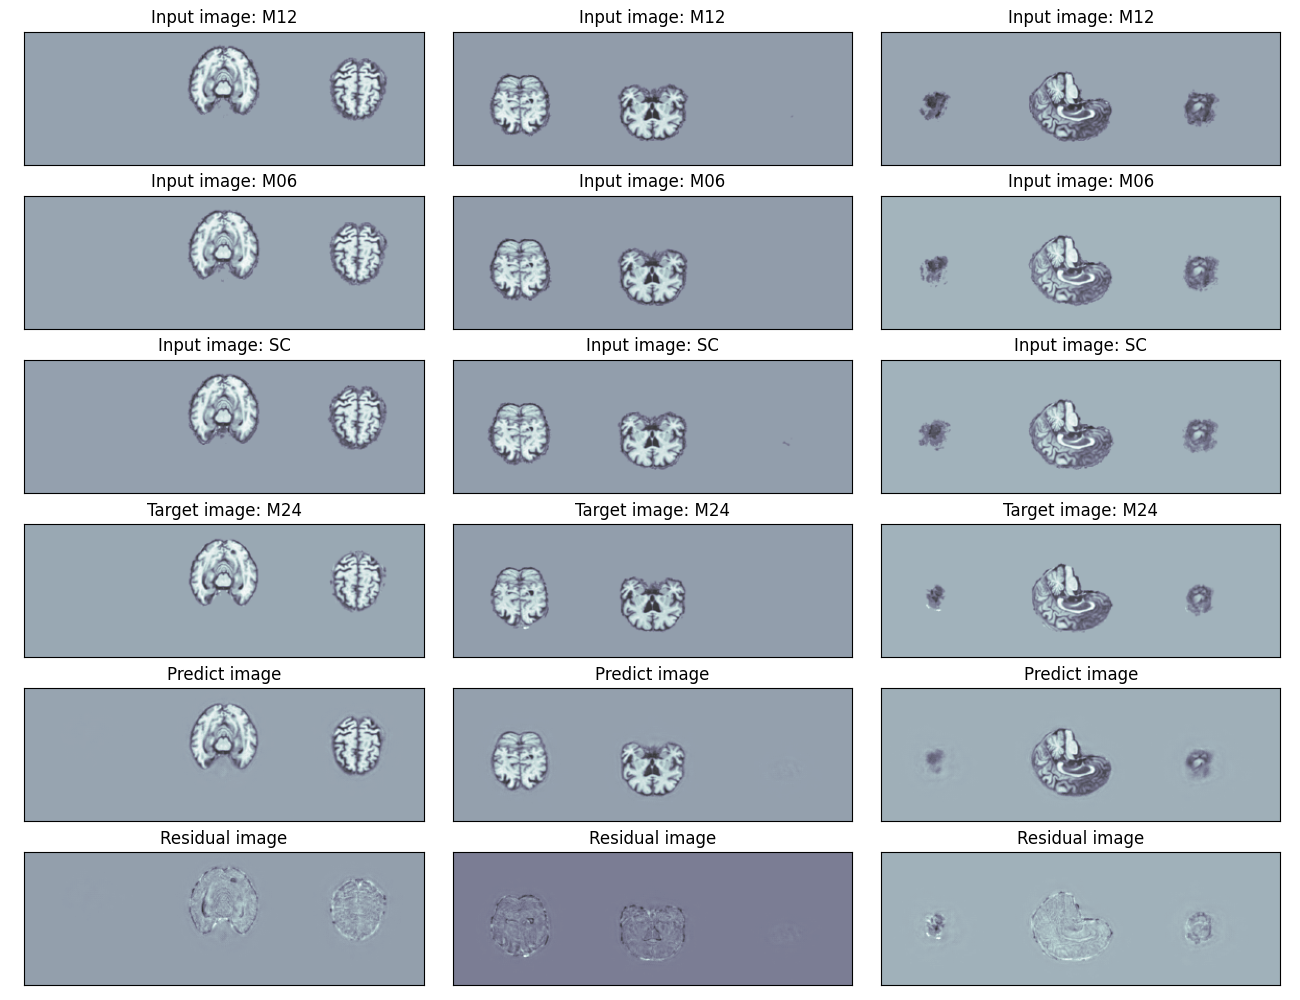 Input image: M12 Input image: M12 Input image: M12
Input image: M06 Input image: M06 Input image: M06
Input image: SC Input image: SC Input image: SC
Target image: M24 Target image: M24 Target image: M24
Predict image Predict image Predict image
Residual image Residual image Residual image